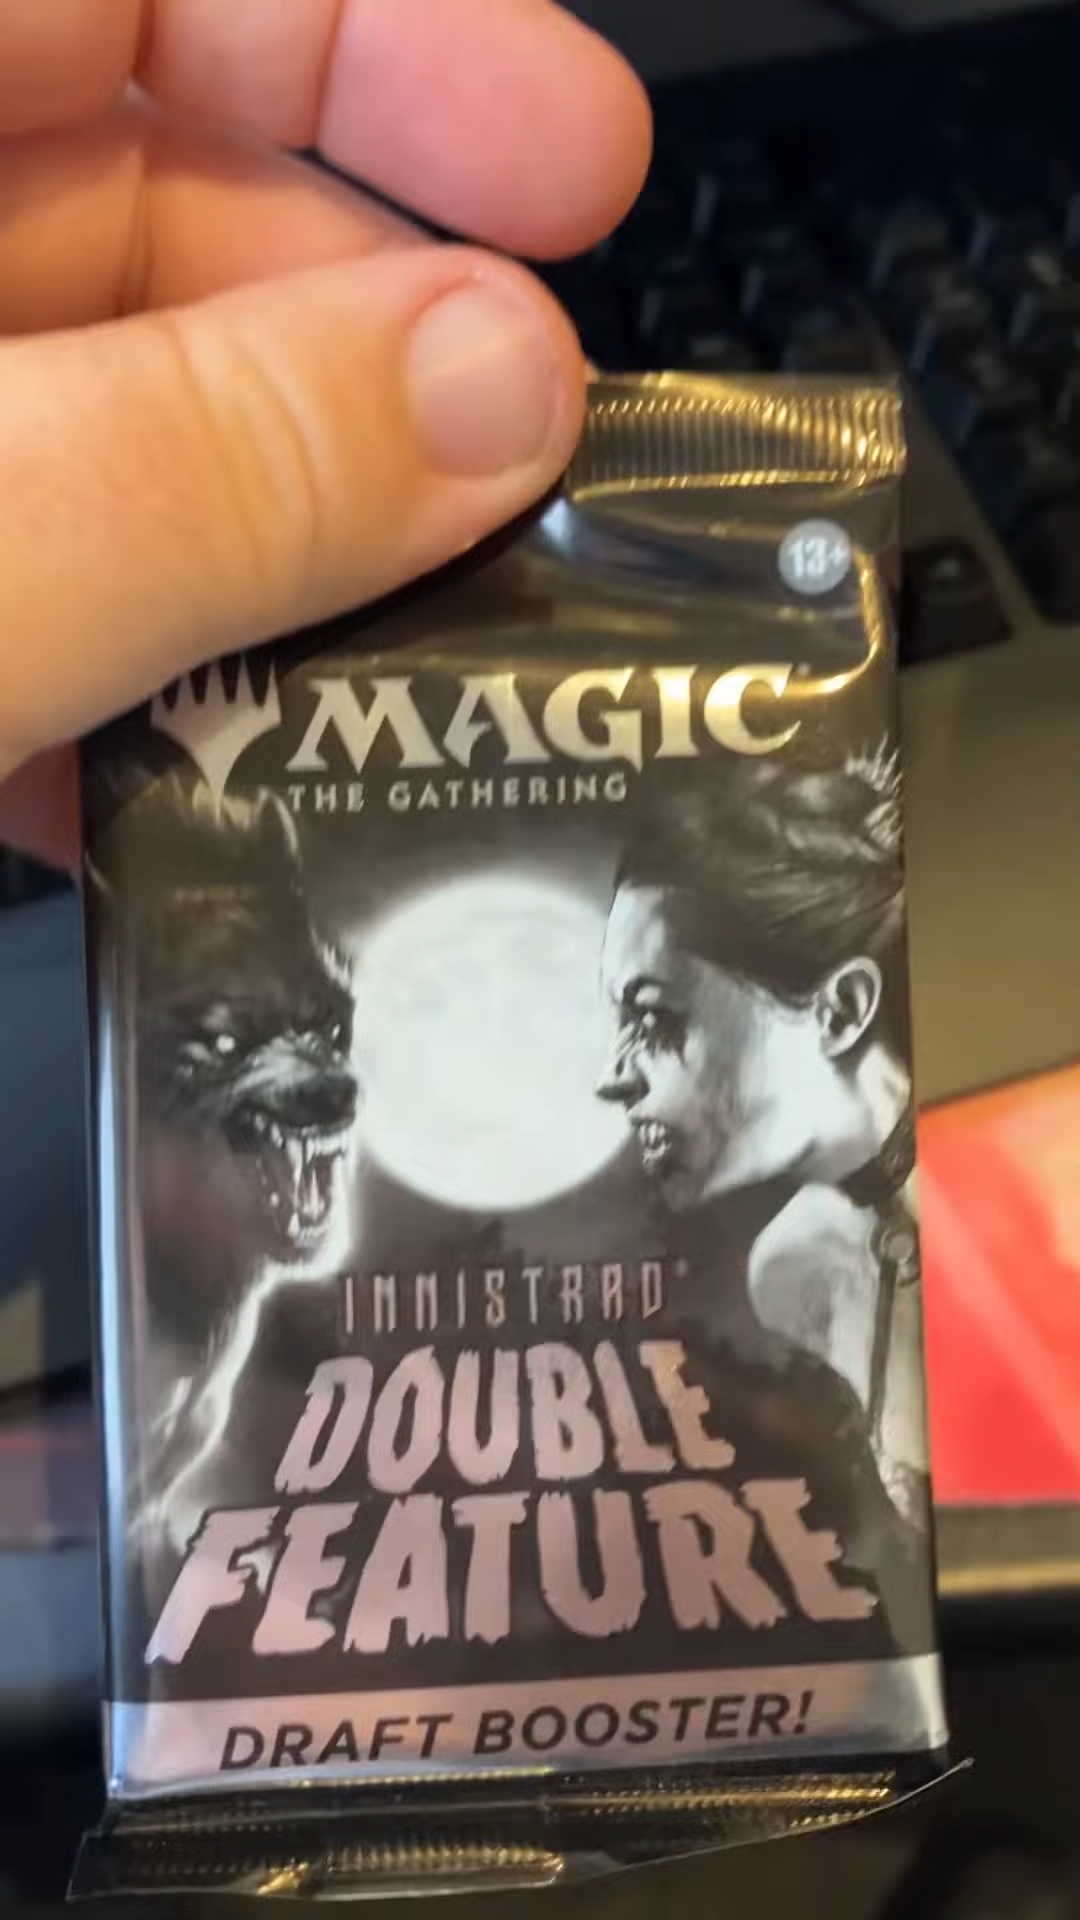 13+
MAGIC
THE GATHERING
INNISTRAD®
DOUBLE
FEATURE
DRAFT BOOSTER!